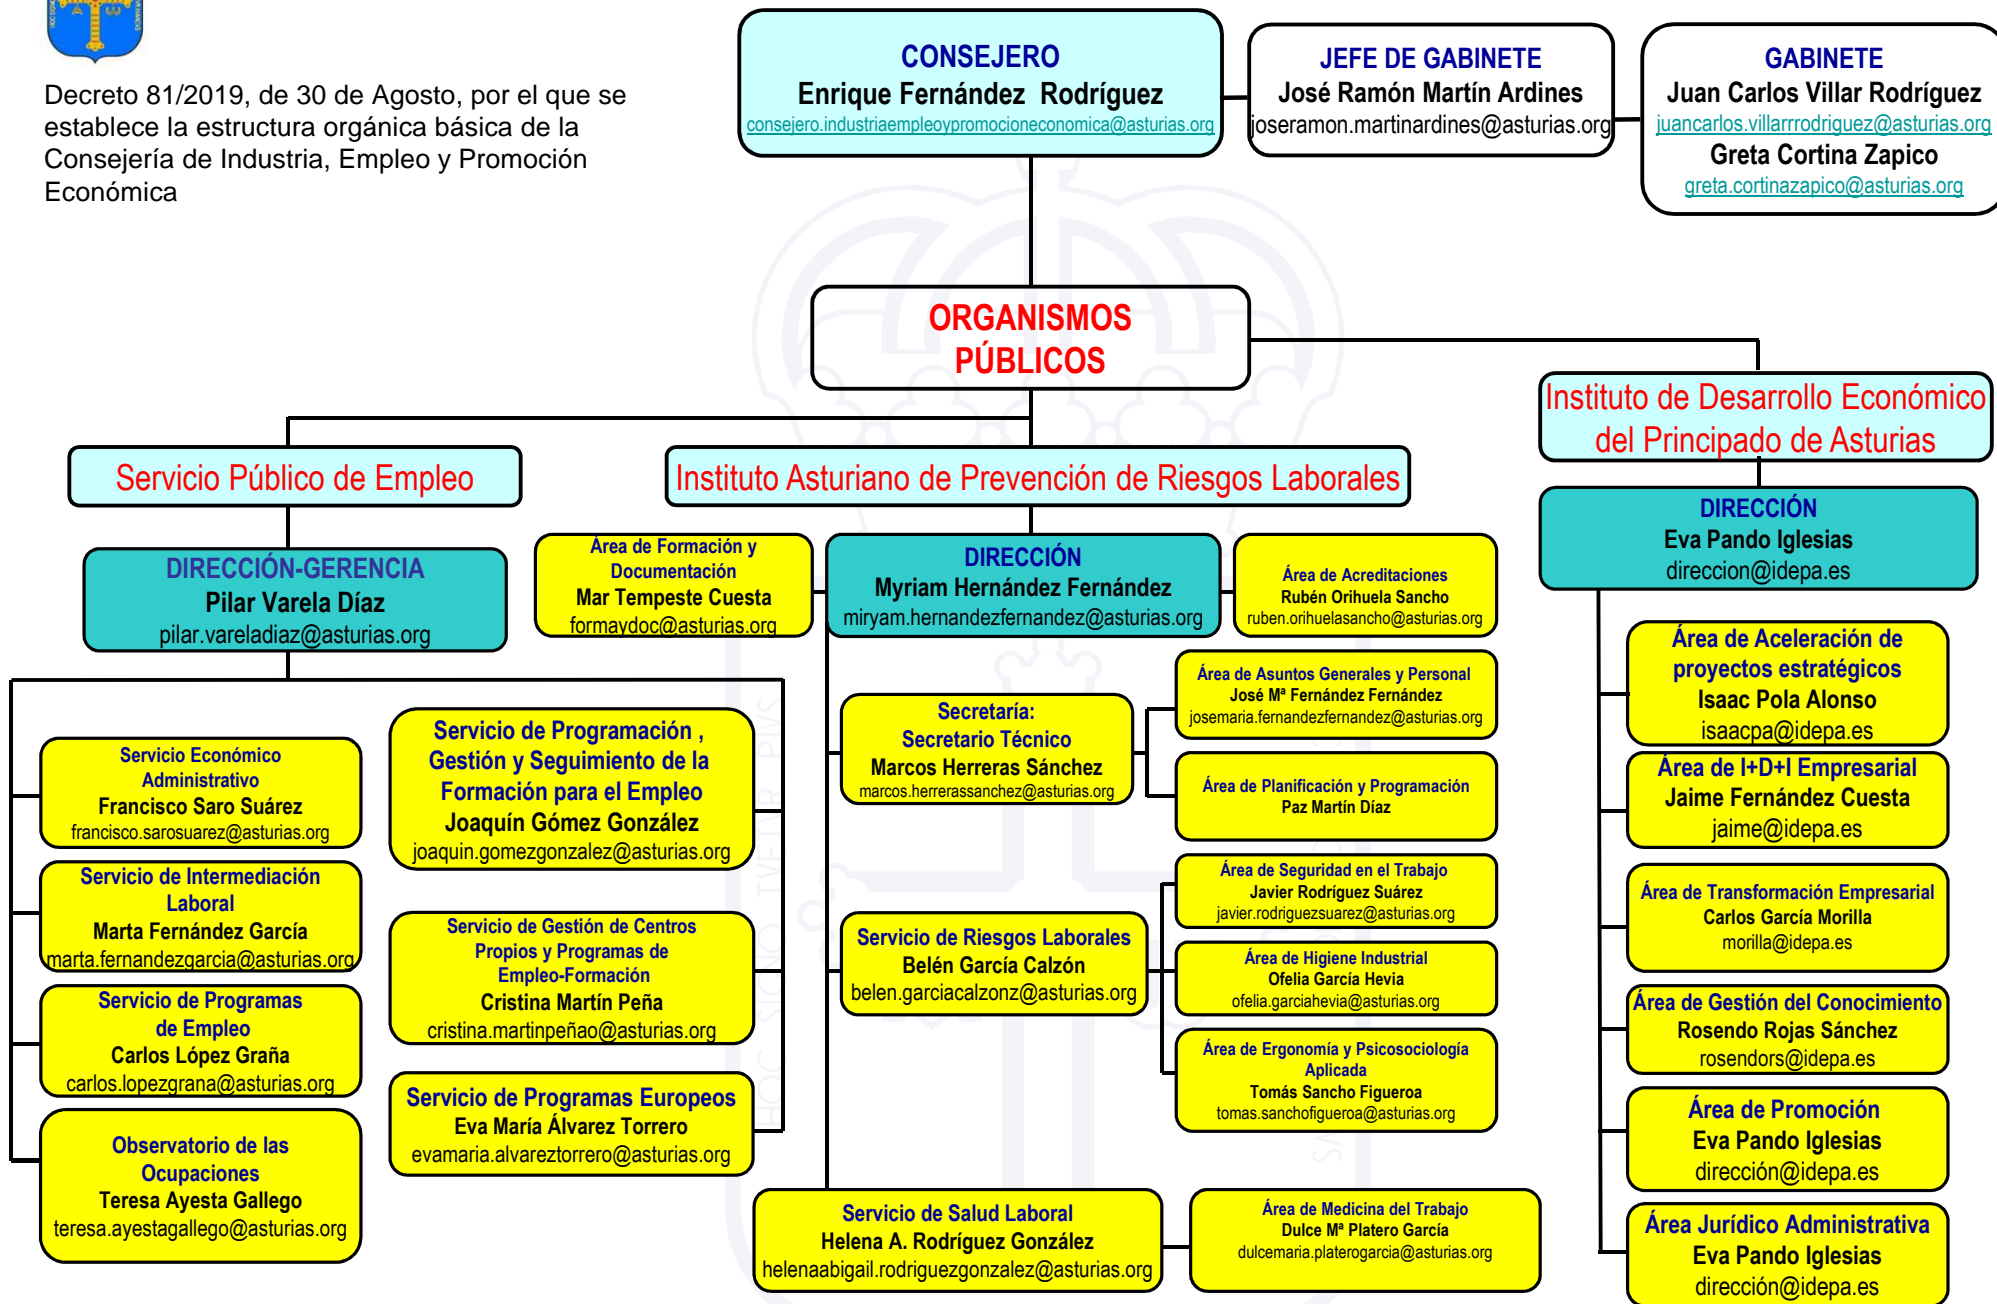 Decreto 81/2019, de 30 de Agosto, por el que se
establece la estructura orgánica básica de la
Consejería de Industria, Empleo y Promoción
Económica
CONSEJERO
Enrique Fernández Rodríguez
consejero.industriaempleoypromocioneconomica@asturias.org
JEFE DE GABINETE
José Ramón Martín Ardines
joseramon.martinardines@asturias.org
GABINETE
Juan Carlos Villar Rodríguez
juancarlos.villarrrodriguez@asturias.org
Greta Cortina Zapico
greta.cortinazapico@asturias.org
ORGANISMOS
PÚBLICOS
Servicio Público de Empleo
DIRECCIÓN-GERENCIA
Pilar Varela Díaz
pilar.vareladiaz@asturias.org
Servicio Económico
Administrativo
Francisco Saro Suárez
francisco.sarosuarez@asturias.org
Servicio de Intermediación
Laboral
Marta Fernández García
marta.fernandezgarcia@asturias.org
Servicio de Programas
de Empleo
Carlos López Graña
carlos.lopezgrana@asturias.org
Observatorio de las
Ocupaciones
Teresa Ayesta Gallego
teresa.ayestagallego@asturias.org
Servicio de Programación ,
Gestión y Seguimiento de la
Formación para el Empleo
Joaquín Gómez González
joaquin.gomezgonzalez@asturias.org
Servicio de Gestión de Centros
Propios y Programas de
Empleo-Formación
Cristina Martín Peña
cristina.martinpeñao@asturias.org
Servicio de Programas Europeos
Eva María Álvarez Torrero
evamaria.alvareztorrero@asturias.org
Instituto Asturiano de Prevención de Riesgos Laborales
Área de Formación y
Documentación
Mar Tempeste Cuesta
formaydoc@asturias.org
DIRECCIÓN
Myriam Hernández Fernández
miryam.hernandezfernandez@asturias.org
Área de Acreditaciones
Rubén Orihuela Sancho
ruben.orihuelasancho@asturias.org
Secretaría:
Secretario Técnico
Marcos Herreras Sánchez
marcos.herrerassanchez@asturias.org
Área de Asuntos Generales y Personal
José Mª Fernández Fernández
josemaria.fernandezfernandez@asturias.org
Área de Planificación y Programación
Paz Martín Díaz
Servicio de Riesgos Laborales
Belén García Calzón
belen.garciacalzonz@asturias.org
Área de Seguridad en el Trabajo
Javier Rodríguez Suárez
javier.rodriguezsuarez@asturias.org
Área de Higiene Industrial
Ofelia García Hevia
ofelia.garciahevia@asturias.org
Área de Ergonomía y Psicosociología
Aplicada
Tomás Sancho Figueroa
tomas.sanchofigueroa@asturias.org
Servicio de Salud Laboral
Helena A. Rodríguez González
helenaabigail.rodriguezgonzalez@asturias.org
Área de Medicina del Trabajo
Dulce Mª Platero García
dulcemaria.platerogarcia@asturias.org
Instituto de Desarrollo Económico
del Principado de Asturias
DIRECCIÓN
Eva Pando Iglesias
direccion@idepa.es
Área de Aceleración de
proyectos estratégicos
Isaac Pola Alonso
isaacpa@idepa.es
Área de I+D+I Empresarial
Jaime Fernández Cuesta
jaime@idepa.es
Área de Transformación Empresarial
Carlos García Morilla
morilla@idepa.es
Área de Gestión del Conocimiento
Rosendo Rojas Sánchez
rosendors@idepa.es
Área de Promoción
Eva Pando Iglesias
dirección@idepa.es
Área Jurídico Administrativa
Eva Pando Iglesias
dirección@idepa.es